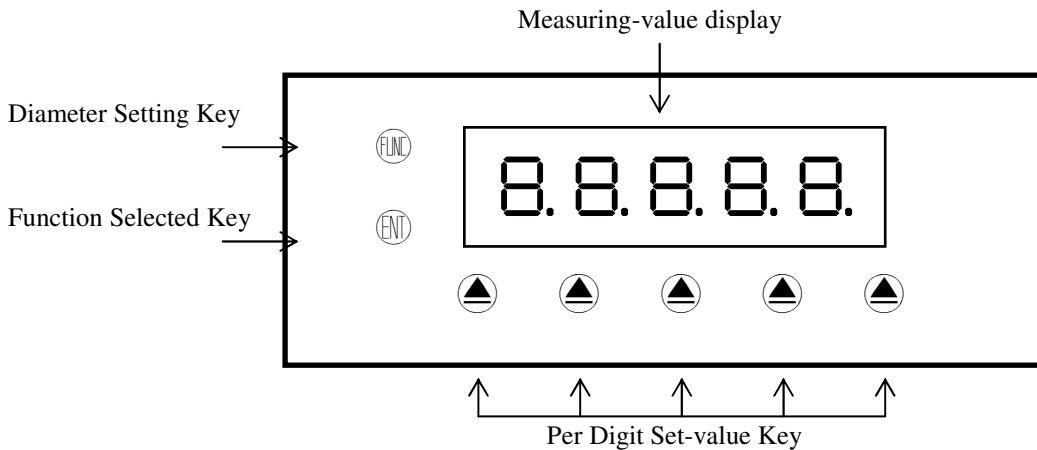 Measuring-value display
Diameter Setting Key
FUNC
8.8.8.8.8.
Function Selected Key
ENT
Per Digit Set-value Key